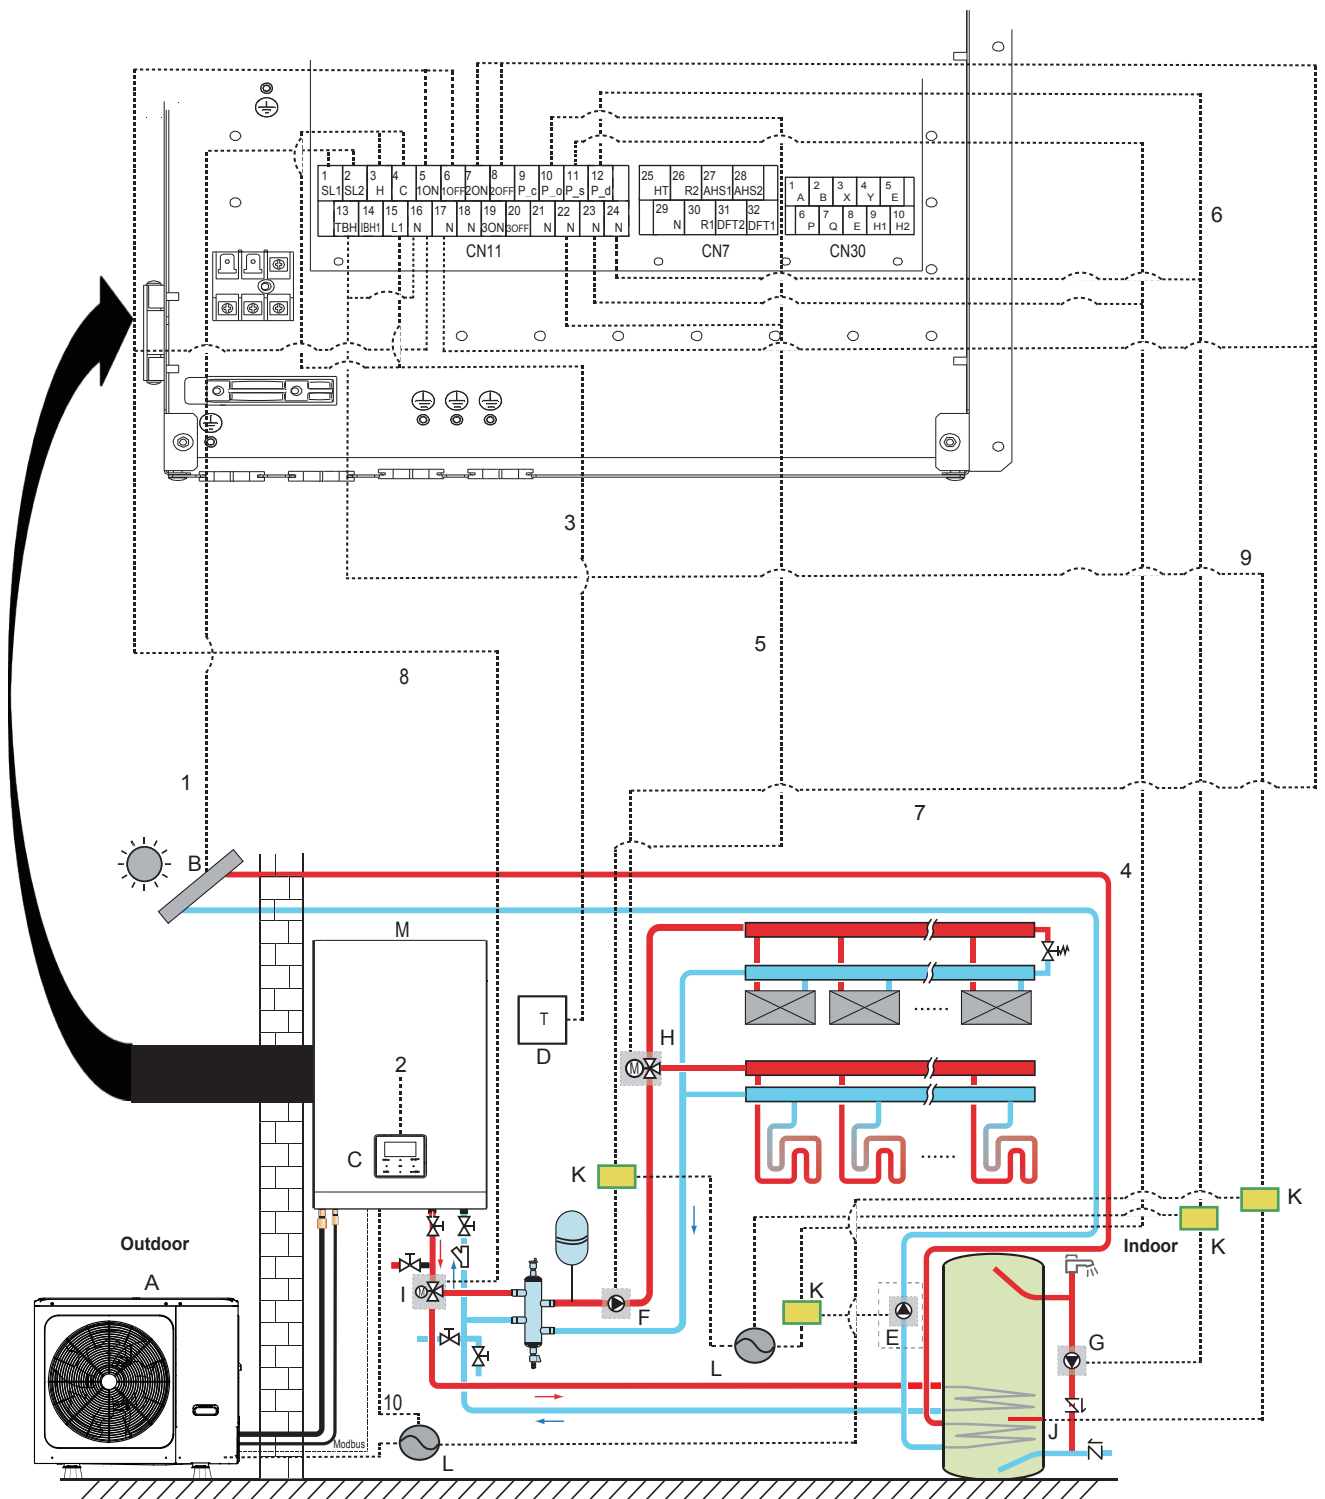 1 2 3 4 5 6 7 8 9 10 11 12
SL1 SL2 H C 1ON 1OFF 2ON 2OFF P_c P_o P_s P_d
13 14 15 16 17 18 19 20 21 22 23 24
TBH IBH1 L1 N N N 3ON 3OFF N N N N
CN11
25 26 27 28
HT R2 AHS1 AHS2
29 30 31 32
N R1 DFT2 DFT1
CN7
1 2 3 4 5
A B X Y E
6 7 8 9 10
P Q E H1 H2
CN30
6
3
9
5
8
1
7
4
B
M
T
D
H
2
C
K
K
K
Outdoor
Indoor
A
I
F
K
E
G
L
10
J
Modbus
L